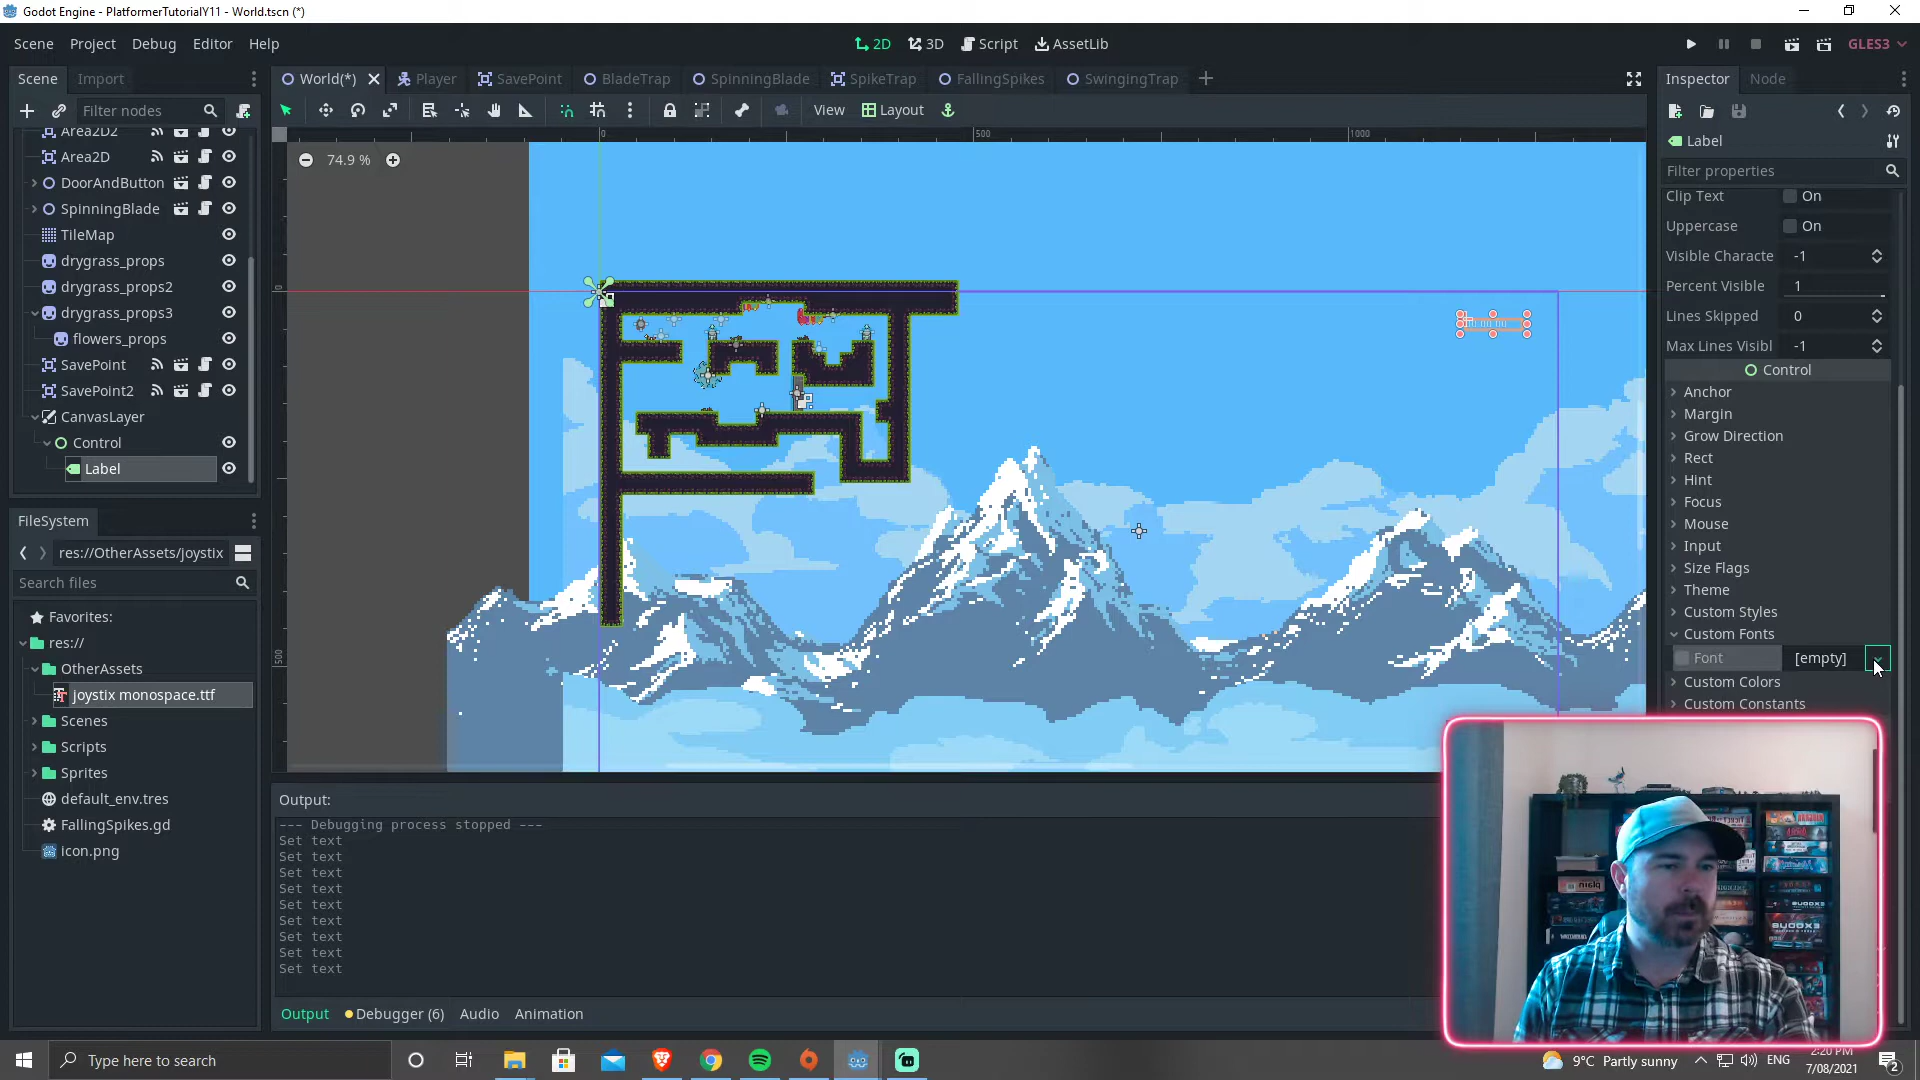 Godot Engine - PlatformerTutorialY11 - World.tscn (*)
Scene Project Debug Editor Help
2D 3D Script AssetLib
GLES3
Scene Import
World(*) Player SavePoint BladeTrap SpinningBlade SpikeTrap FallingSpikes SwingingTrap
Inspector Node
Filter nodes
View Layout
Label
Filter properties
74.9 %
0 500 1000
0
500
Area2D2
Area2D
DoorAndButton
SpinningBlade
TileMap
drygrass_props
drygrass_props2
drygrass_props3
flowers_props
SavePoint
SavePoint2
CanvasLayer
Control
Label
FileSystem
res://OtherAssets/joystix
Search files
Favorites:
res://
OtherAssets
joystix monospace.ttf
Scenes
Scripts
Sprites
default_env.tres
FallingSpikes.gd
icon.png
Clip Text On
Uppercase On
Visible Characte -1
Percent Visible 1
Lines Skipped 0
Max Lines Visibl -1
Control
Anchor
Margin
Grow Direction
Rect
Hint
Focus
Mouse
Input
Size Flags
Theme
Custom Styles
Custom Fonts
Font [empty]
Custom Colors
Custom Constants
Output:
--- Debugging process stopped ---
Set text
Set text
Set text
Set text
Set text
Set text
Set text
Set text
Set text
Output Debugger (6) Audio Animation
Type here to search
9°C Partly sunny
ENG
2:20 PM
7/08/2021
2